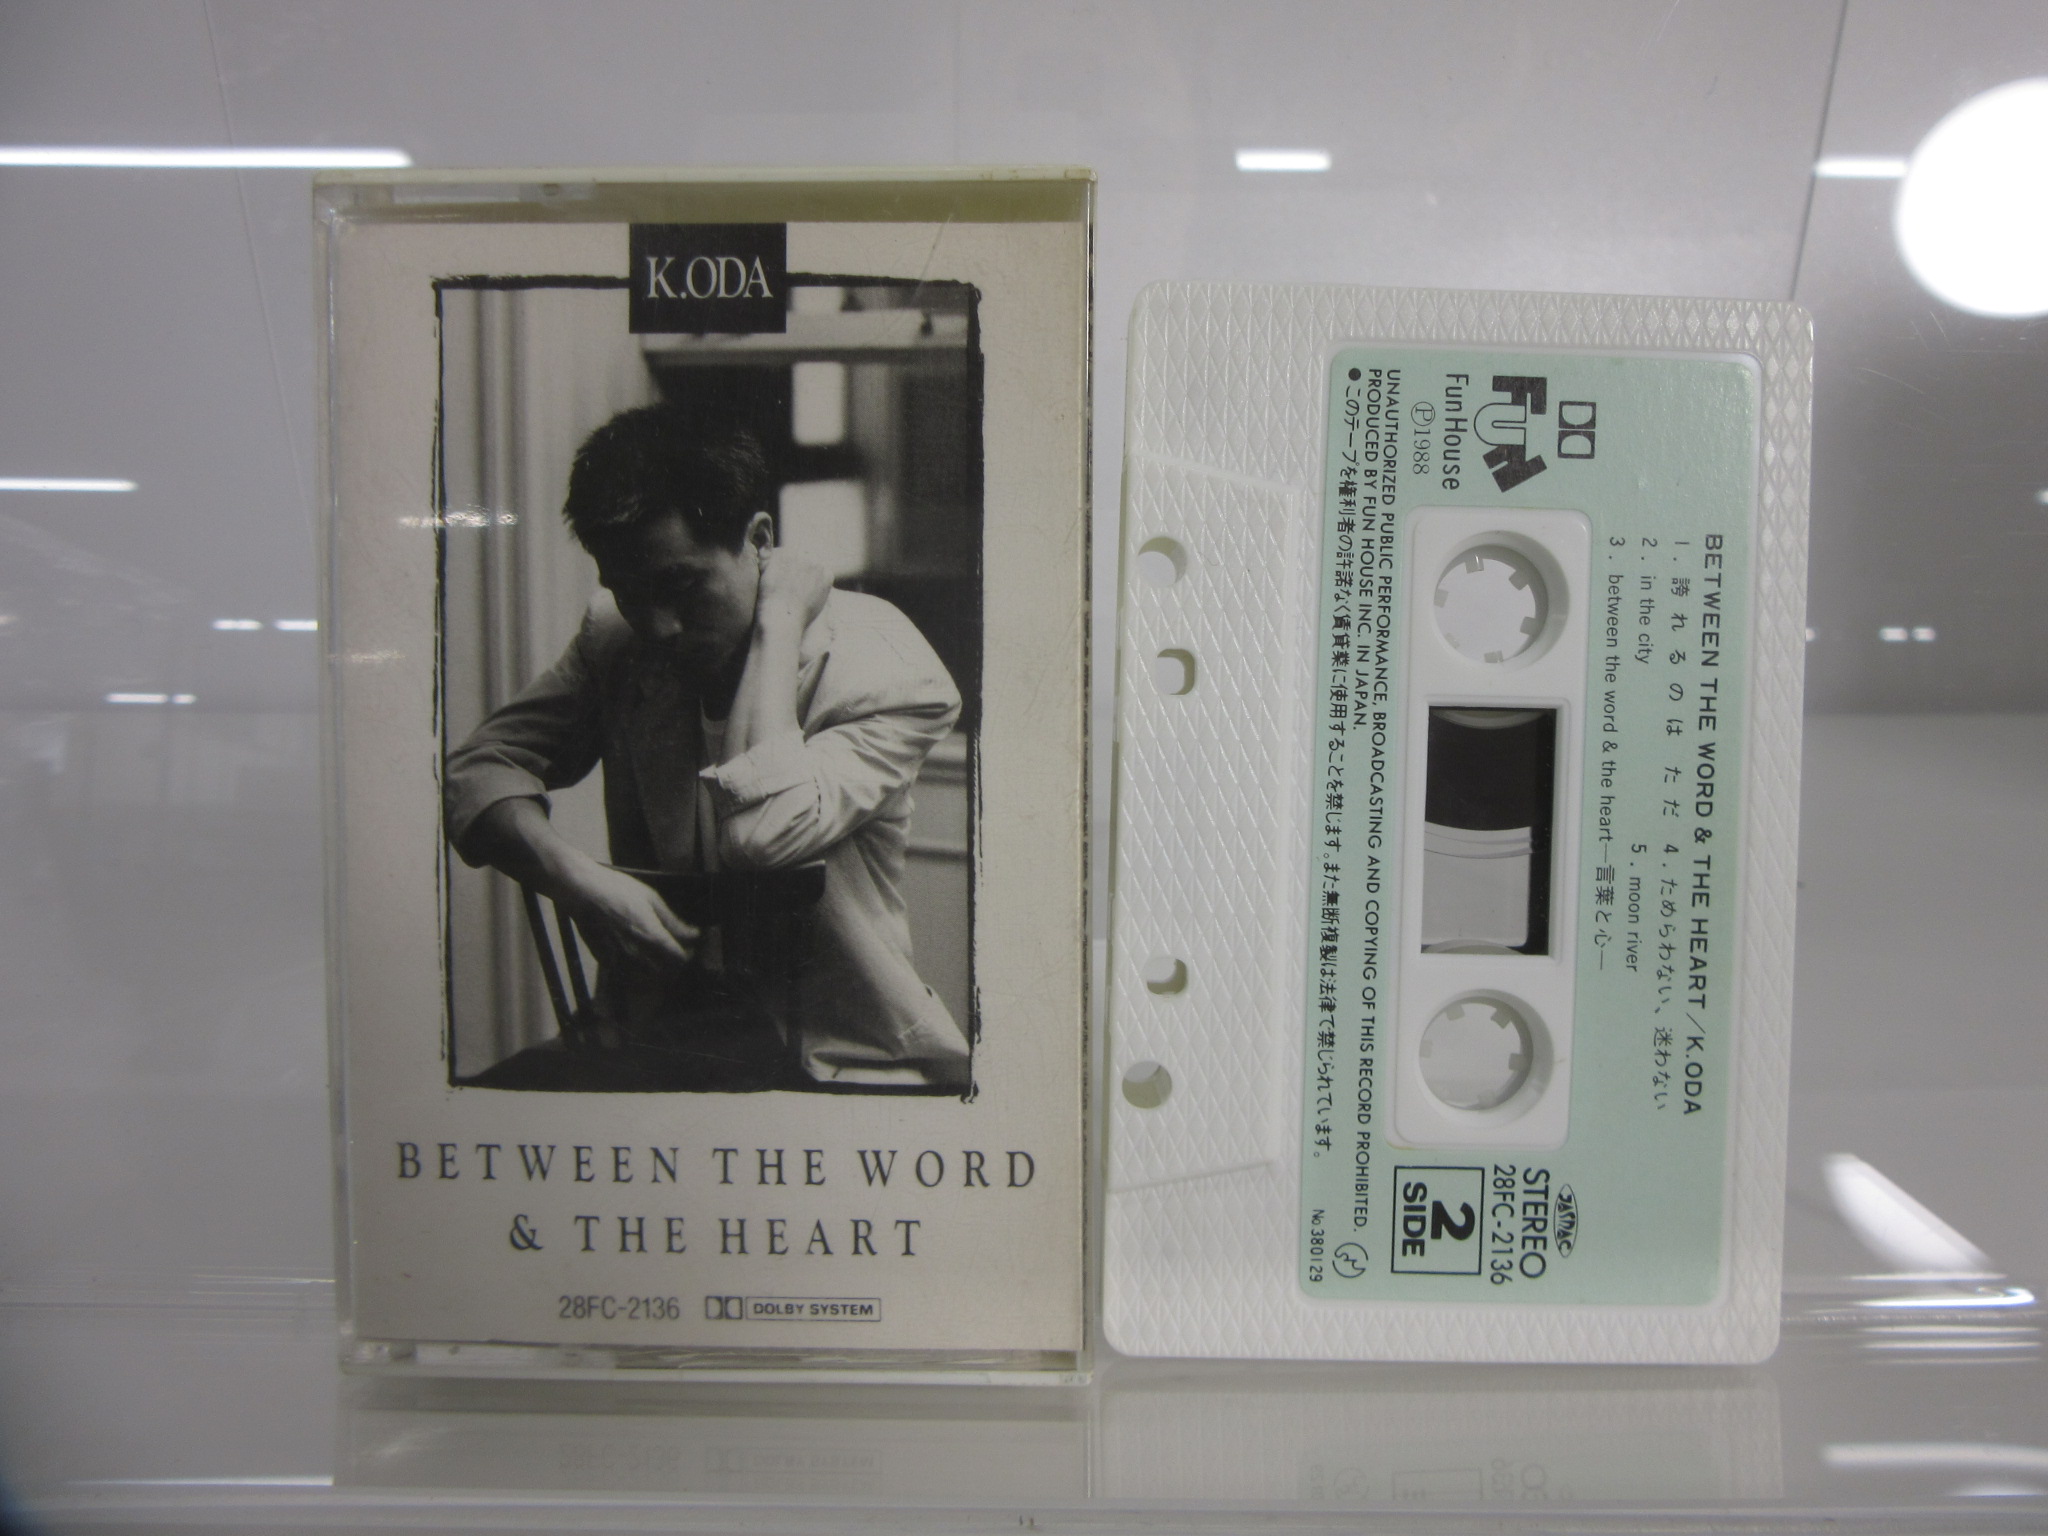 K.ODA
BETWEEN THE WORD
& THE HEART
28FC-2136 DOLBY SYSTEM
BETWEEN THE WORD & THE HEART／K.ODA
1. 誇れるのはただ
2. in the city
3. between the word & the heart—言葉と心—
4. ためらわない、迷わない
5. moon river
FUN
Fun House
Ⓟ1988
JASRAC
STEREO
28FC-2136
2
SIDE
UNAUTHORIZED PUBLIC PERFORMANCE, BROADCASTING AND COPYING OF THIS RECORD PROHIBITED.
PRODUCED BY FUN HOUSE INC. IN JAPAN.
●このテープを権利者の許諾なく賃貸業に使用することを禁じます。また無断複製は法律で禁じられています。
No.380129